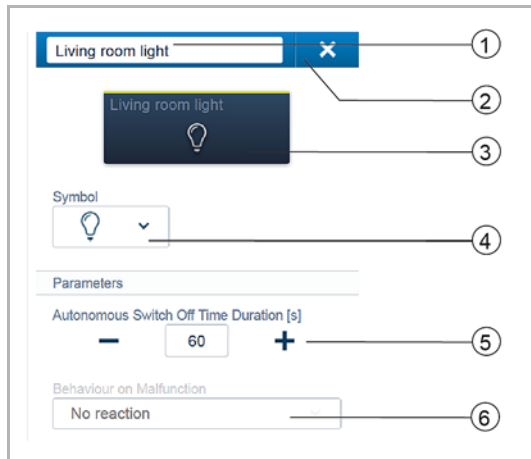 Living room light
1
2
Living room light
3
Symbol
4
Parameters
Autonomous Switch Off Time Duration [s]
60
5
Behaviour on Malfunction
No reaction
6